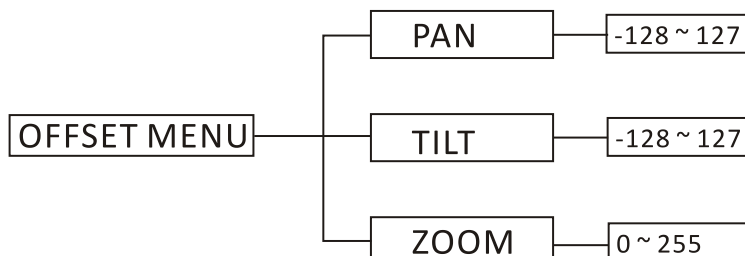 PAN
-128 ~ 127
OFFSET MENU
TILT
-128 ~ 127
ZOOM
0 ~ 255